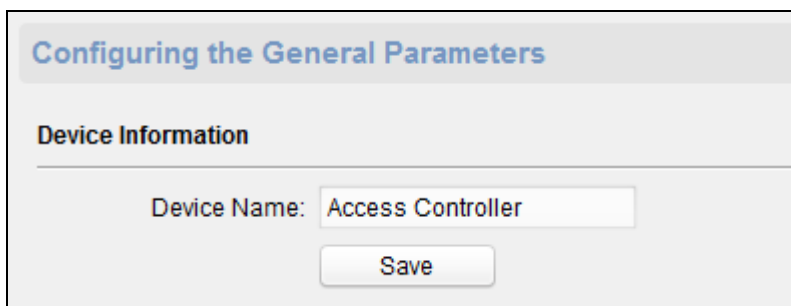 Configuring the General Parameters
Device Information
Device Name: Access Controller
Save